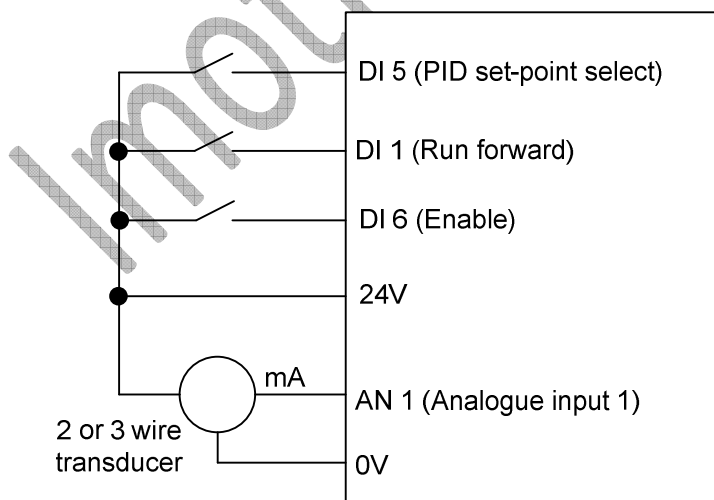 DI 5 (PID set-point select)
DI 1 (Run forward)
DI 6 (Enable)
24V
mA
AN 1 (Analogue input 1)
2 or 3 wire
transducer
0V
Imot